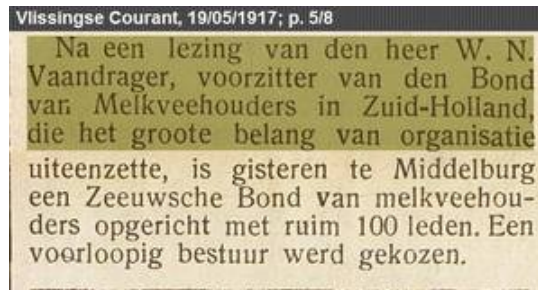 Vlissingse Courant, 19/05/1917; p. 5/8
Na een lezing van den heer W. N.
Vaandrager, voorzitter van den Bond
van Melkveehouders in Zuid-Holland,
die het groote belang van organisatie
uiteenzette, is gisteren te Middelburg
een Zeeuwsche Bond van melkveehou-
ders opgericht met ruim 100 leden. Een
voorloopig bestuur werd gekozen.